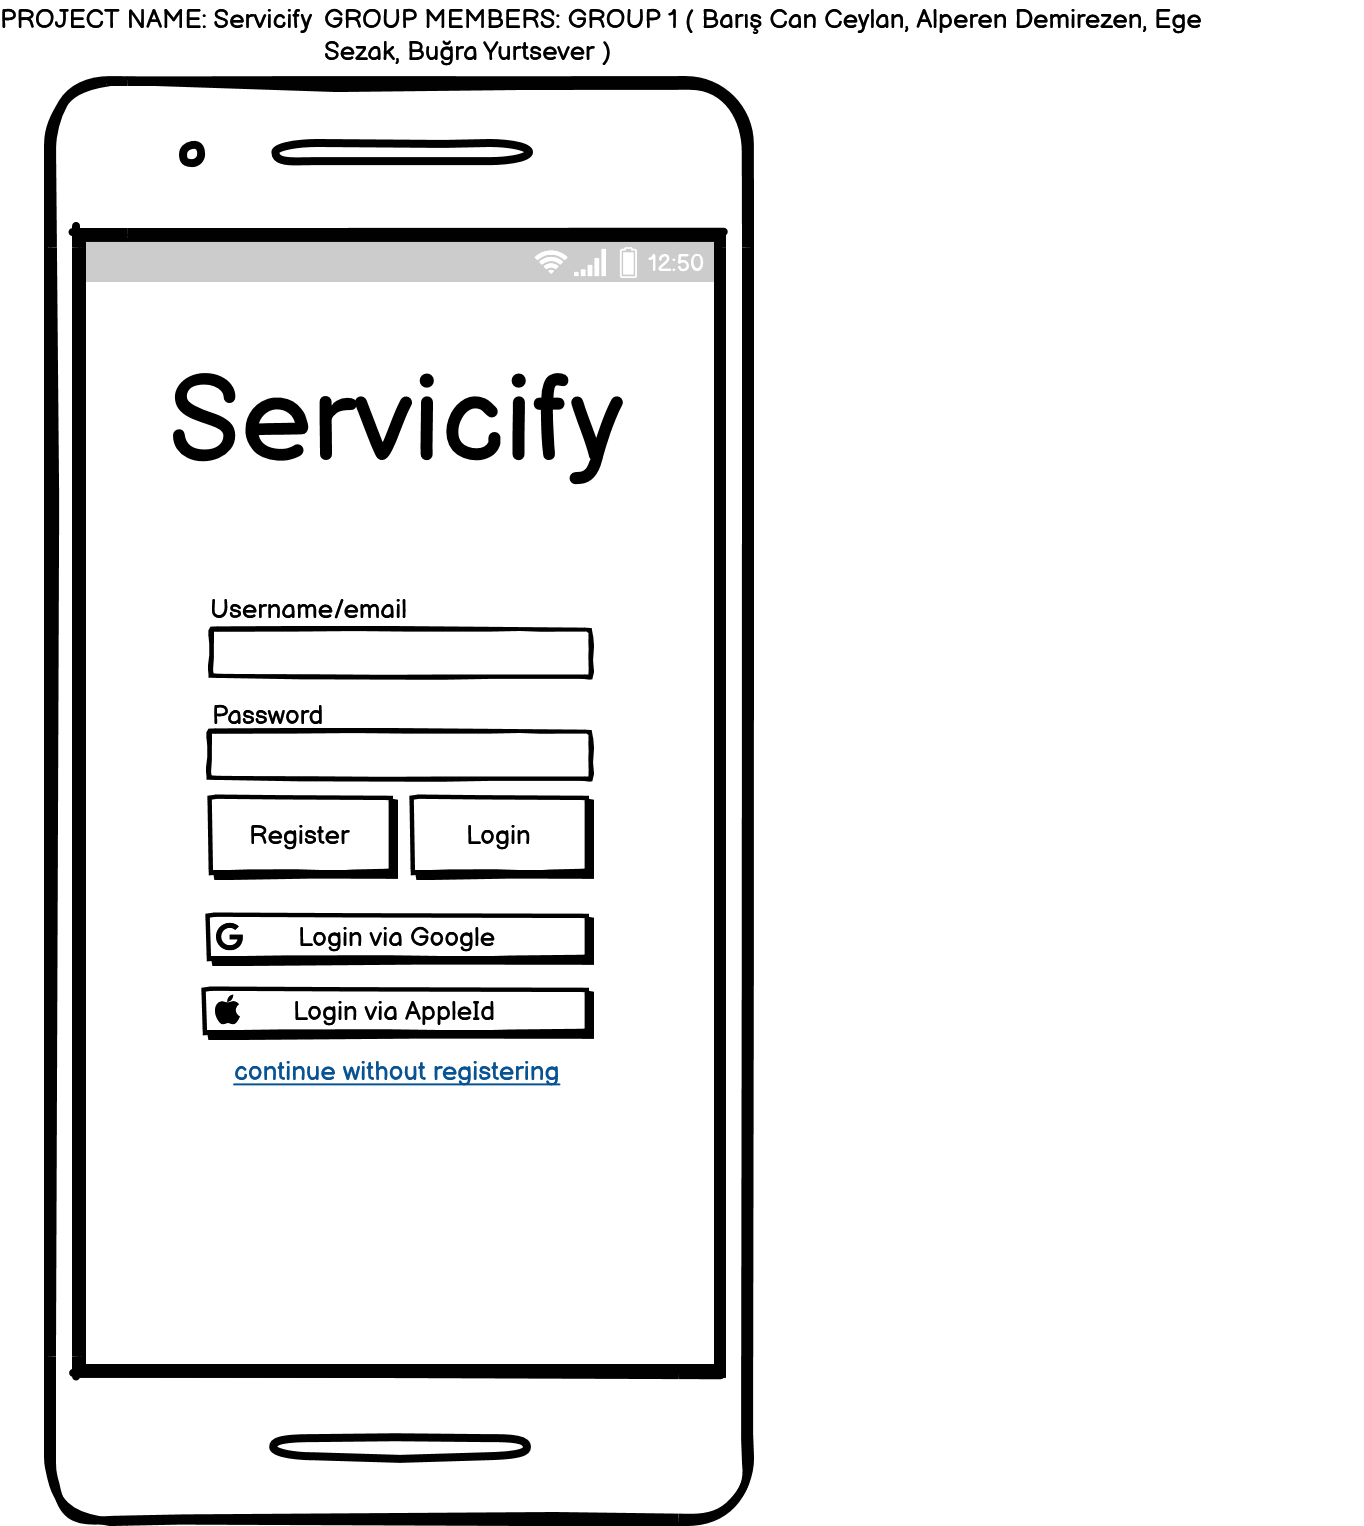 PROJECT NAME: Servicify GROUP MEMBERS: GROUP 1 ( Barış Can Ceylan, Alperen Demirezen, Ege
Sezak, Buğra Yurtsever )
12:50
Servicify
Username/email
Password
Register Login
Login via Google
Login via AppleId
continue without registering